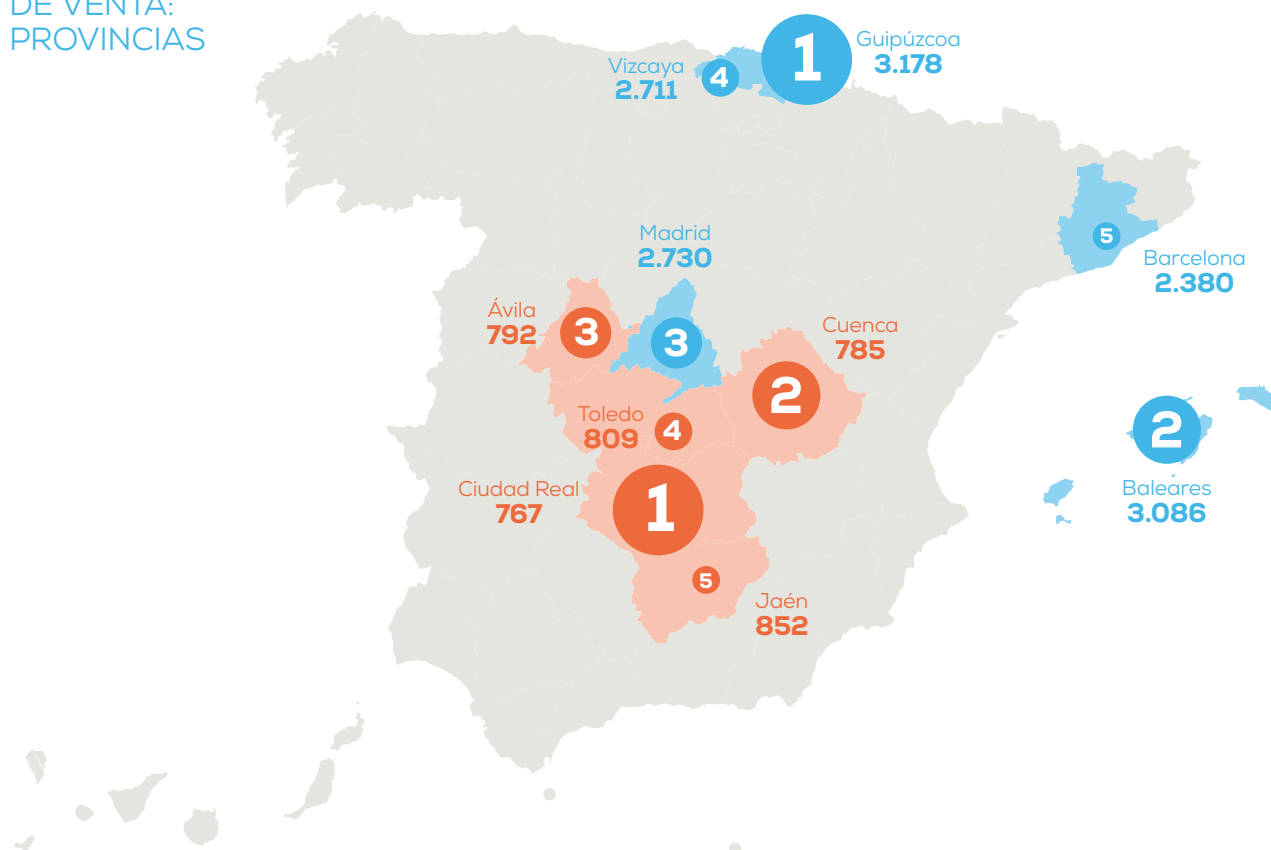 DE VENTA:
PROVINCIAS
1
Guipúzcoa
3.178
Vizcaya
2.711
4
5
Barcelona
2.380
Madrid
2.730
3
Ávila
792
3
Cuenca
785
2
Toledo
809
4
2
Baleares
3.086
Ciudad Real
767
1
5
Jaén
852